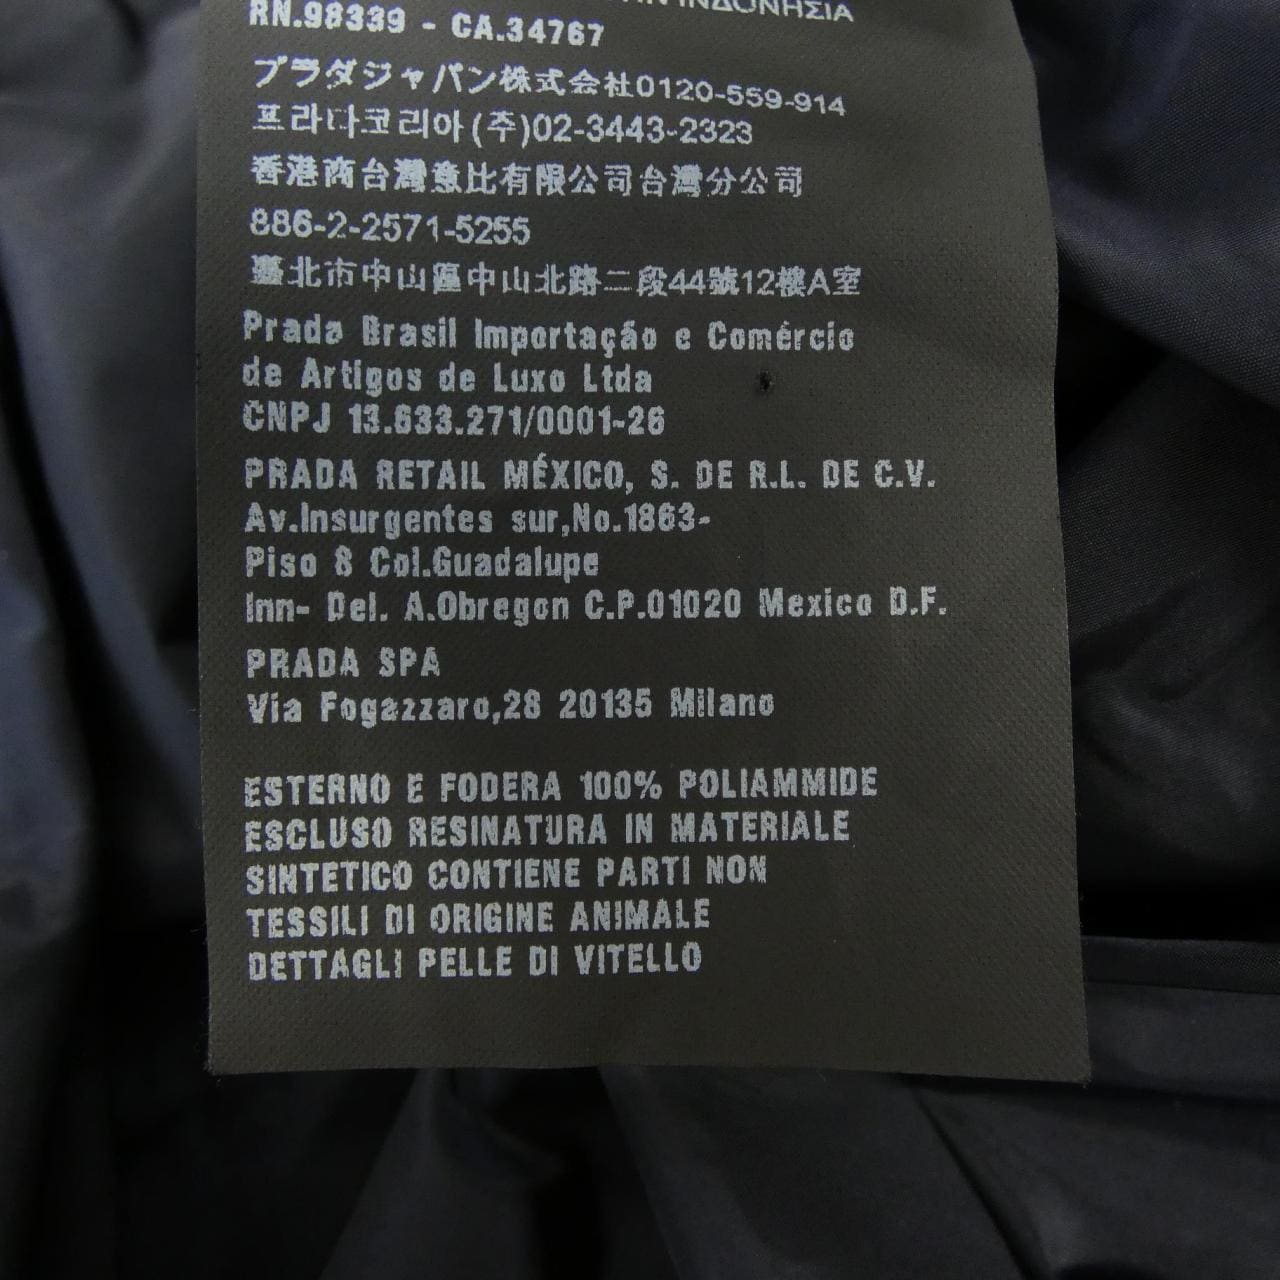 ΙΝΔΟΝΗΣΙΑ
RN.98339 - CA.34767
プラダジャパン株式会社0120-559-914
프라다코리아(주)02-3443-2323
香港商台灣意比有限公司台灣分公司
886-2-2571-5255
臺北市中山區中山北路二段44號12樓A室
Prada Brasil Importação e Comércio
de Artigos de Luxo Ltda
CNPJ 13.633.271/0001-26
PRADA RETAIL MÉXICO, S. DE R.L. DE C.V.
Av.Insurgentes sur,No.1863-
Piso 8 Col.Guadalupe
Inn- Del. A.Obregon C.P.01020 Mexico D.F.
PRADA SPA
Via Fogazzaro,28 20135 Milano
ESTERNO E FODERA 100% POLIAMMIDE
ESCLUSO RESINATURA IN MATERIALE
SINTETICO CONTIENE PARTI NON
TESSILI DI ORIGINE ANIMALE
DETTAGLI PELLE DI VITELLO